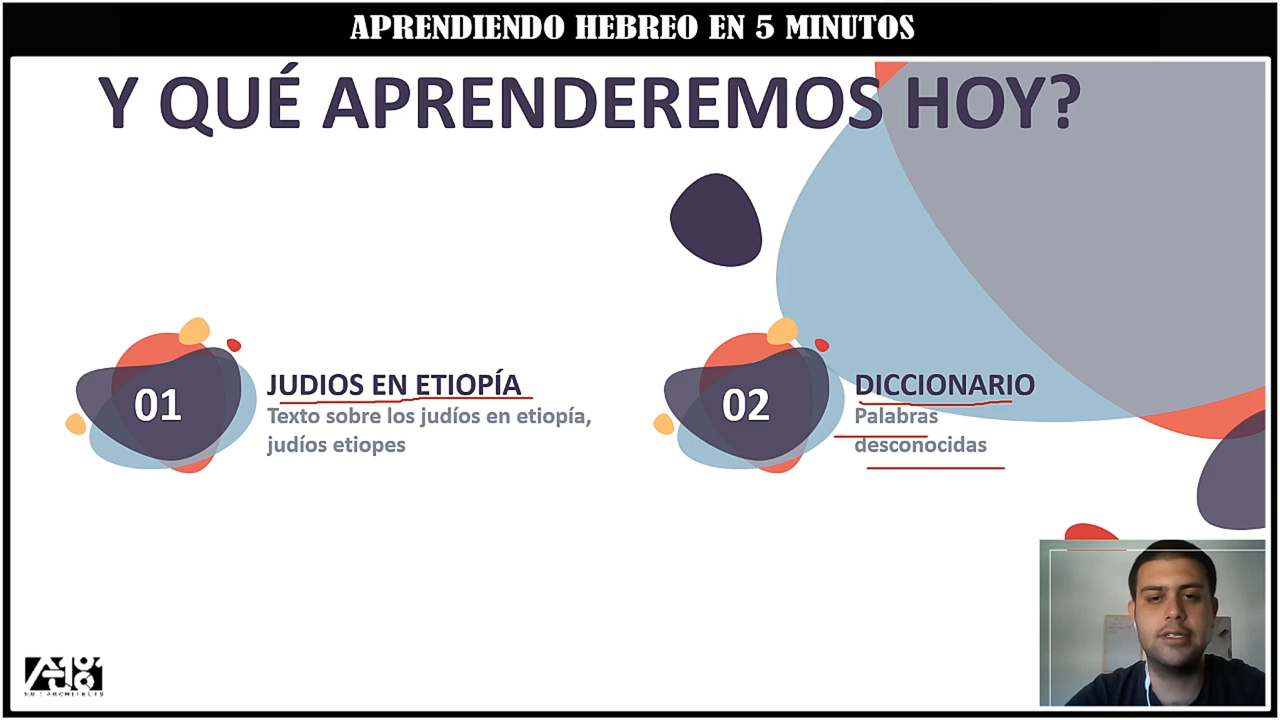 APRENDIENDO HEBREO EN 5 MINUTOS
Y QUÉ APRENDEREMOS HOY?
01
JUDIOS EN ETIOPÍA
Texto sobre los judíos en etiopía,
judíos etiopes
02
DICCIONARIO
Palabras
desconocidas